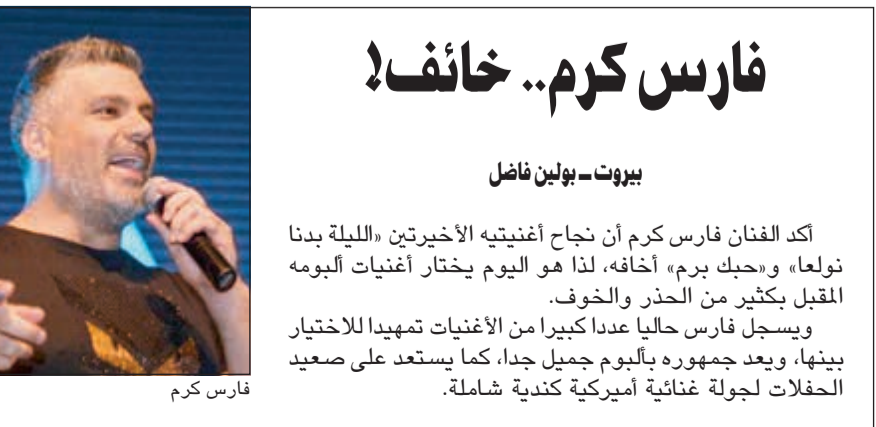 فارس كرم.. خائف!
بيروت ـ بولين فاضل
أكد الفنان فارس كرم أن نجاح أغنيتيه الأخيرتين «الليلة بدنا
نولعا» و«حبك برم» أخافه، لذا هو اليوم يختار أغنيات ألبومه
المقبل بكثير من الحذر والخوف.
ويسجل فارس حاليا عددا كبيرا من الأغنيات تمهيدا للاختيار
بينها، ويعد جمهوره بألبوم جميل جدا، كما يستعد على صعيد
الحفلات لجولة غنائية أميركية كندية شاملة.
فارس كرم